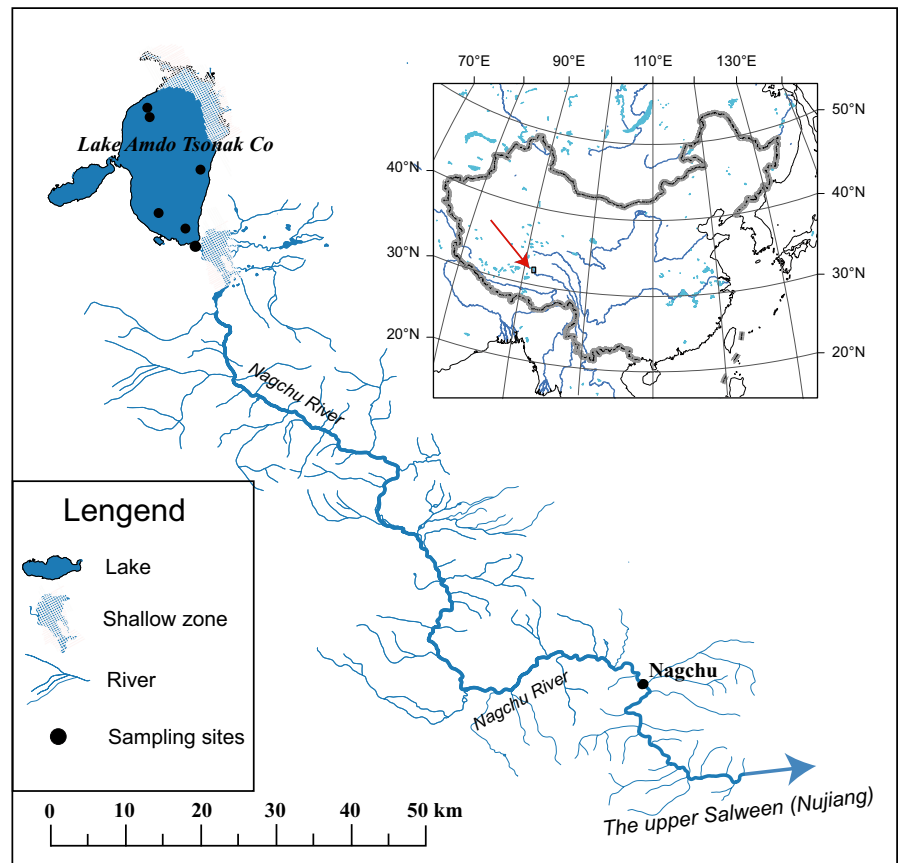 70°E 90°E 110°E 130°E
50°N
40°N
30°N
20°N
40°N
30°N
20°N
Lake Amdo Tsonak Co
Nagchu River
Nagchu River
Nagchu
The upper Salween (Nujiang)
Lengend
Lake
Shallow zone
River
Sampling sites
0 10 20 30 40 50 km